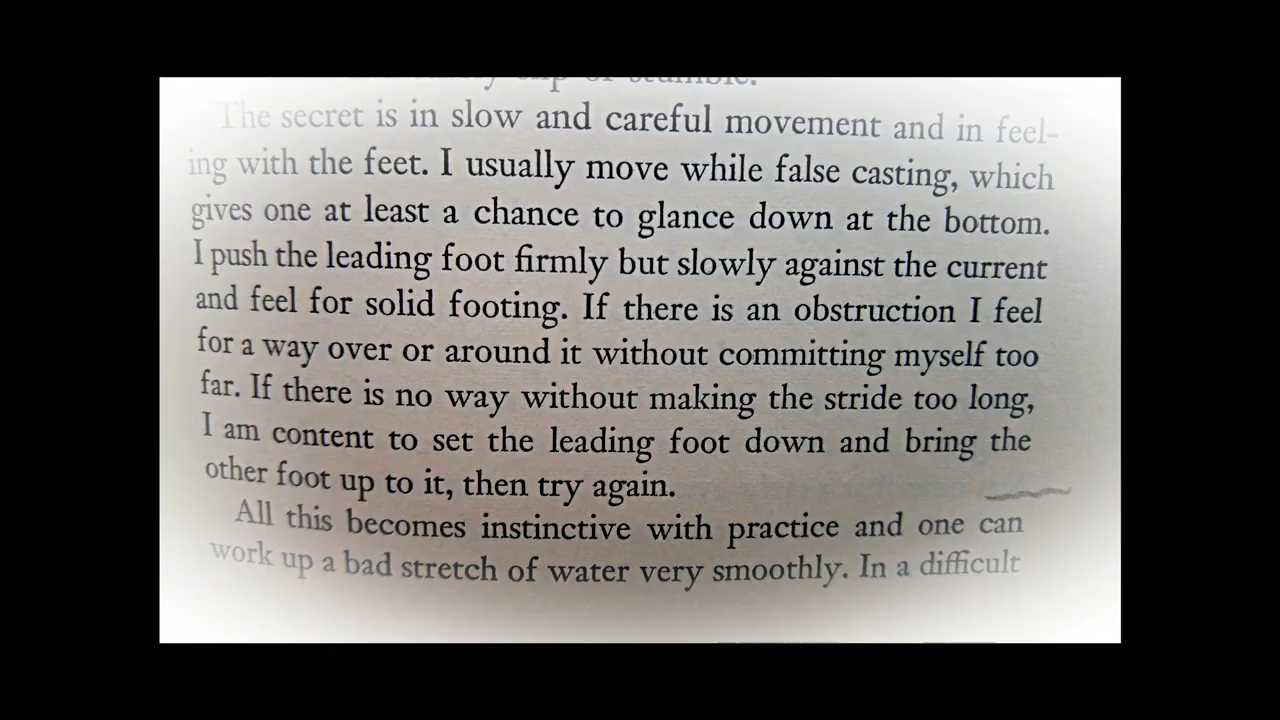 or
The secret is in slow and careful movement and in feel-
ing with the feet. I usually move while false casting, which
gives one at least a chance to glance down at the bottom.
I push the leading foot firmly but slowly against the current
and feel for solid footing. If there is an obstruction I feel
for a way over or around it without committing myself too
far. If there is no way without making the stride too long,
I am content to set the leading foot down and bring the
other foot up to it, then try again.
All this becomes instinctive with practice and one can
work up a bad stretch of water very smoothly. In a difficult